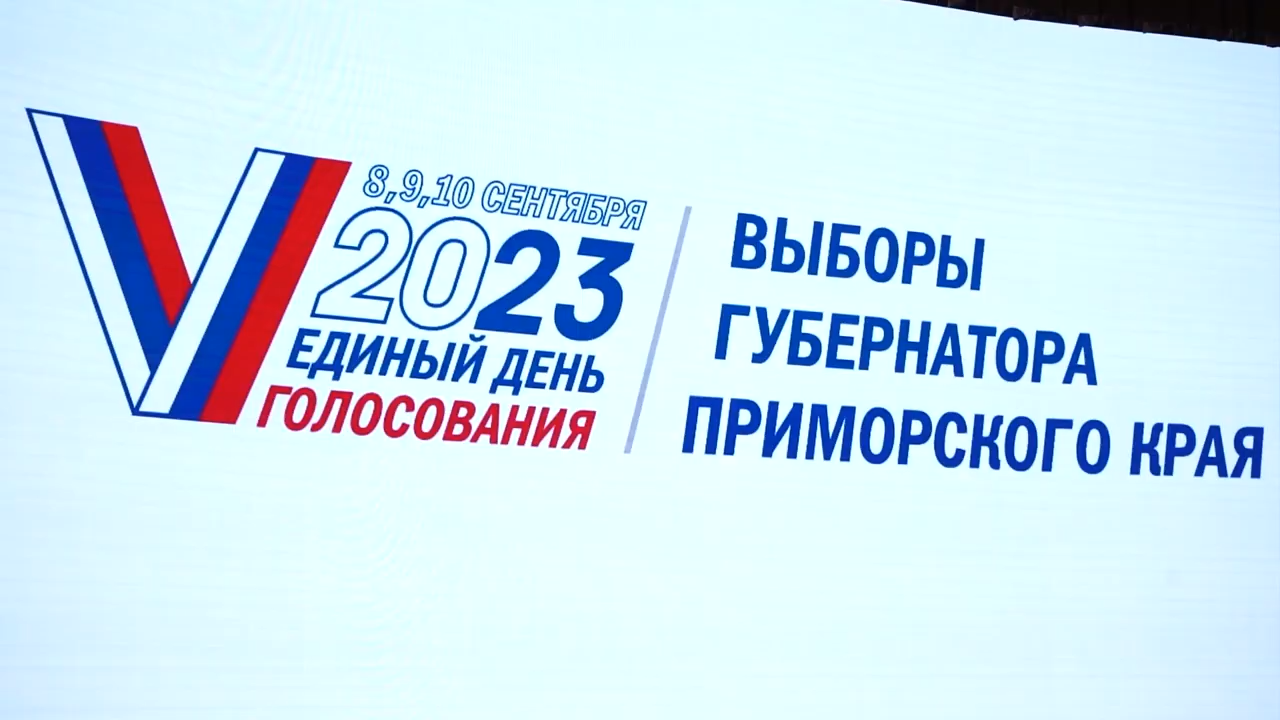 8,9,10 СЕНТЯБРЯ
2023
ЕДИНЫЙ ДЕНЬ
ГОЛОСОВАНИЯ
ВЫБОРЫ
ГУБЕРНАТОРА
ПРИМОРСКОГО КРАЯ